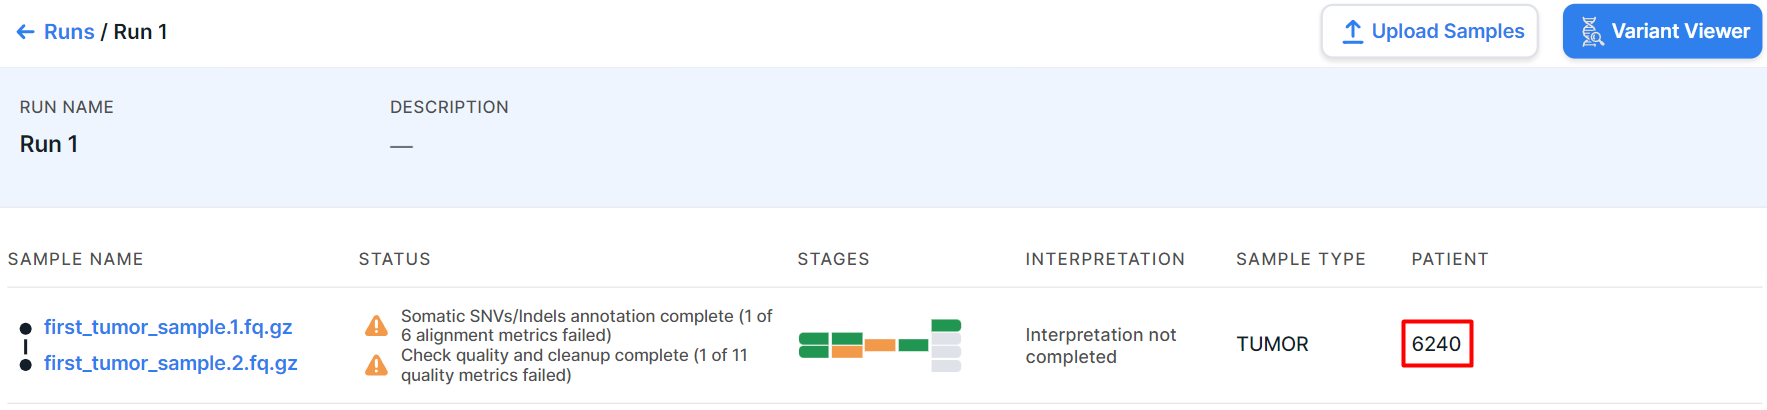 ← Runs / Run 1
Upload Samples
Variant Viewer
RUN NAME
DESCRIPTION
Run 1
—
SAMPLE NAME
STATUS
STAGES
INTERPRETATION
SAMPLE TYPE
PATIENT
first_tumor_sample.1.fq.gz
first_tumor_sample.2.fq.gz
Somatic SNVs/Indels annotation complete (1 of
6 alignment metrics failed)
Check quality and cleanup complete (1 of 11
quality metrics failed)
Interpretation not
completed
TUMOR
6240